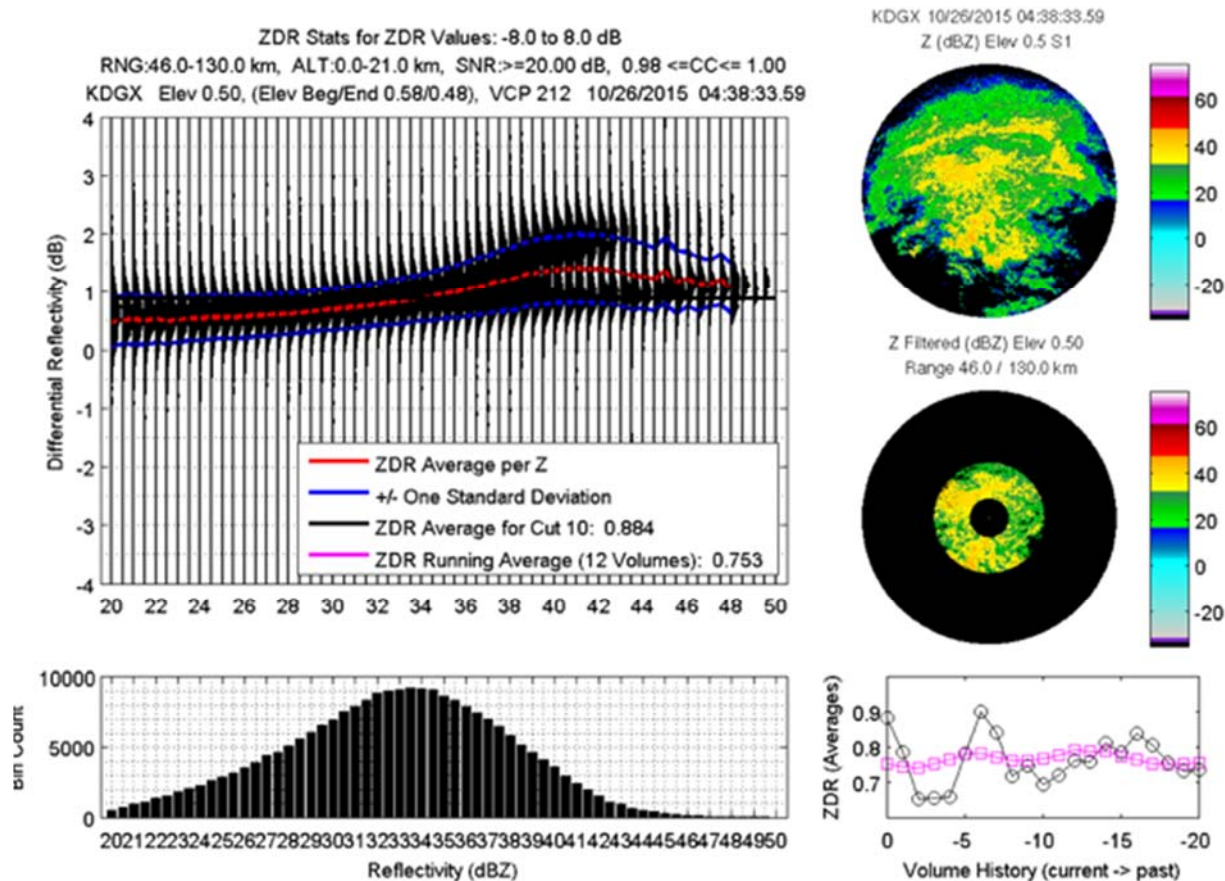 ZDR Stats for ZDR Values: -8.0 to 8.0 dB
RNG:46.0-130.0 km, ALT:0.0-21.0 km, SNR:>=20.00 dB, 0.98 <=CC<= 1.00
KDGX Elev 0.50, (Elev Beg/End 0.58/0.48), VCP 212 10/26/2015 04:38:33.59
4
3
2
1
0
-1
-2
-3
-4
Differential Reflectivity (dB)
ZDR Average per Z
+/- One Standard Deviation
ZDR Average for Cut 10: 0.884
ZDR Running Average (12 Volumes): 0.753
20 22 24 26 28 30 32 34 36 38 40 42 44 46 48 50
KDGX 10/26/2015 04:38:33.59
Z (dBZ) Elev 0.5 S1
60
40
20
0
-20
Z Filtered (dBZ) Elev 0.50
Range 46.0 / 130.0 km
60
40
20
0
-20
10000
5000
0
Bin Count
20212223242526272829303132333435363738394041424344454647484950
Reflectivity (dBZ)
ZDR (Averages)
0.9
0.8
0.7
0 -5 -10 -15 -20
Volume History (current -> past)